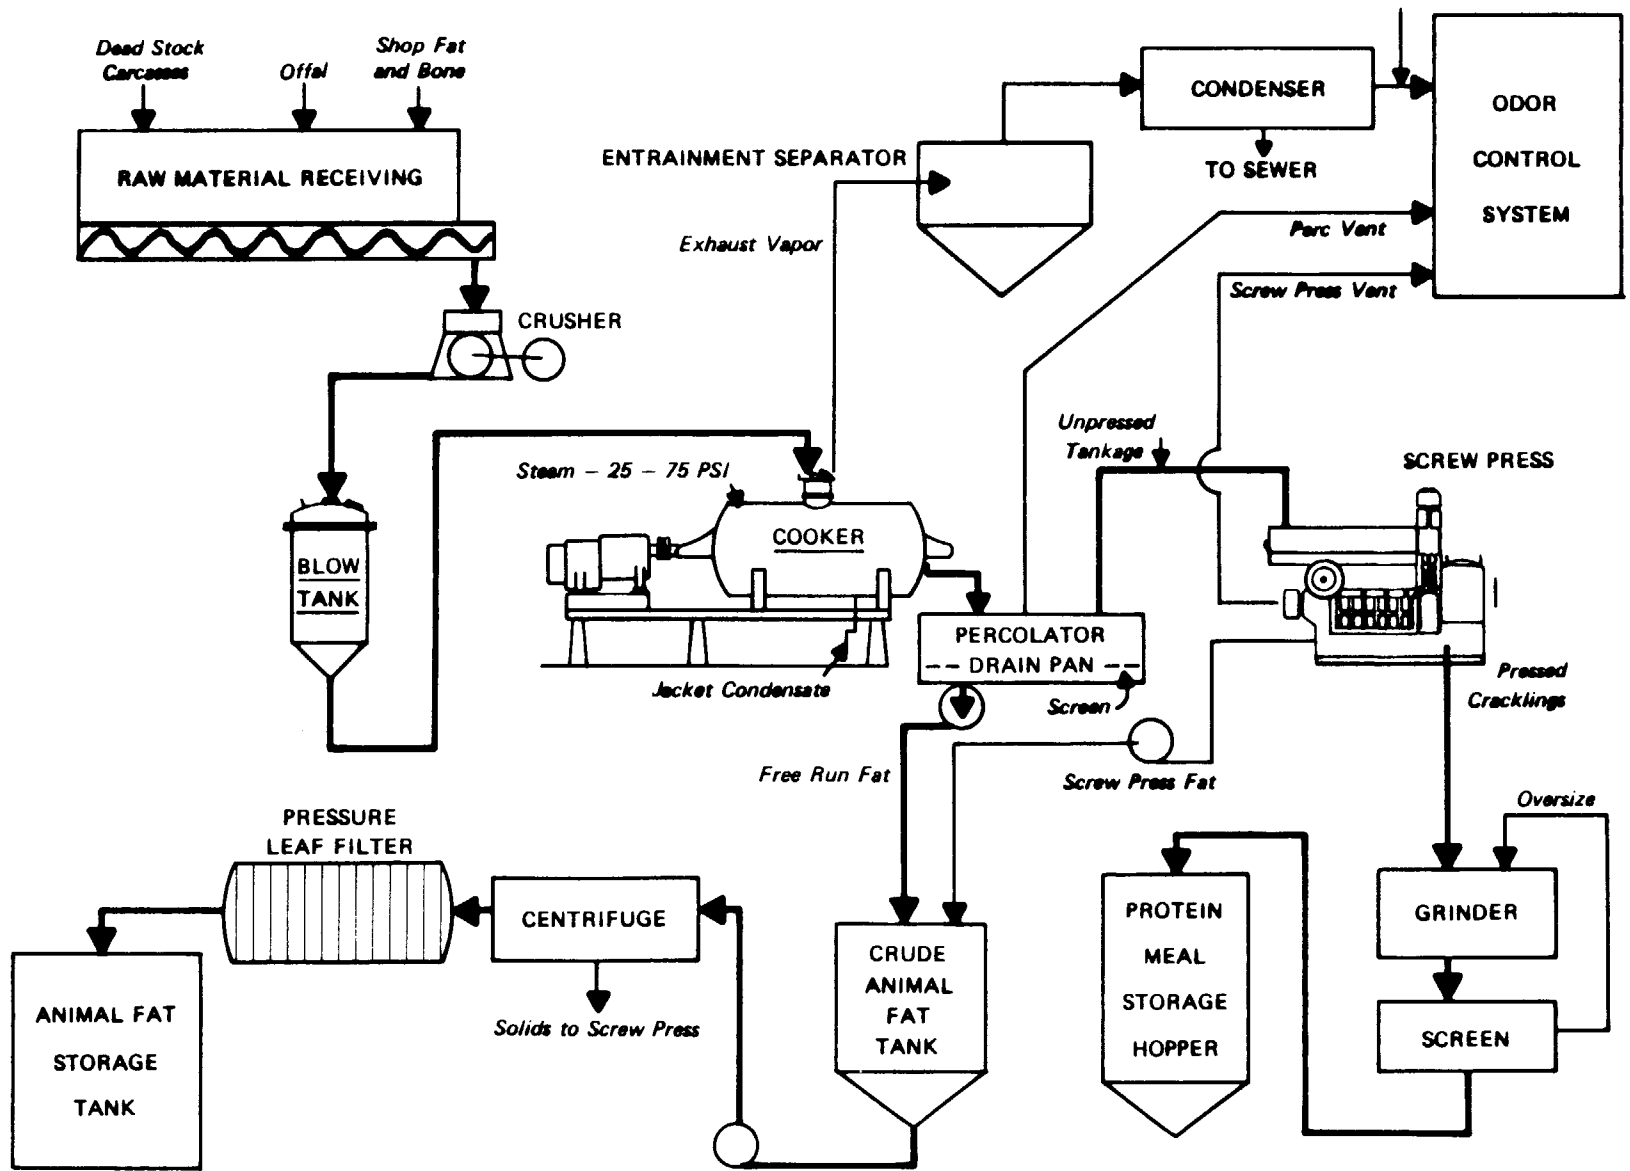 Dead Stock
Carcasses
Offal
Shop Fat
and Bone
RAW MATERIAL RECEIVING
CRUSHER
ENTRAINMENT SEPARATOR
Exhaust Vapor
CONDENSER
TO SEWER
ODOR
CONTROL
SYSTEM
Perc Vent
Screw Press Vent
BLOW
TANK
Steam – 25 – 75 PSI
COOKER
Jacket Condensate
Unpressed
Tankage
SCREW PRESS
PERCOLATOR
DRAIN PAN
Screen
Pressed
Cracklings
Free Run Fat
Screw Press Fat
Oversize
PRESSURE
LEAF FILTER
CENTRIFUGE
Solids to Screw Press
ANIMAL FAT
STORAGE
TANK
CRUDE
ANIMAL
FAT
TANK
PROTEIN
MEAL
STORAGE
HOPPER
GRINDER
SCREEN